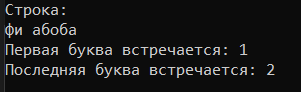 Строка:
фи абоба
Первая буква встречается: 1
Последняя буква встречается: 2